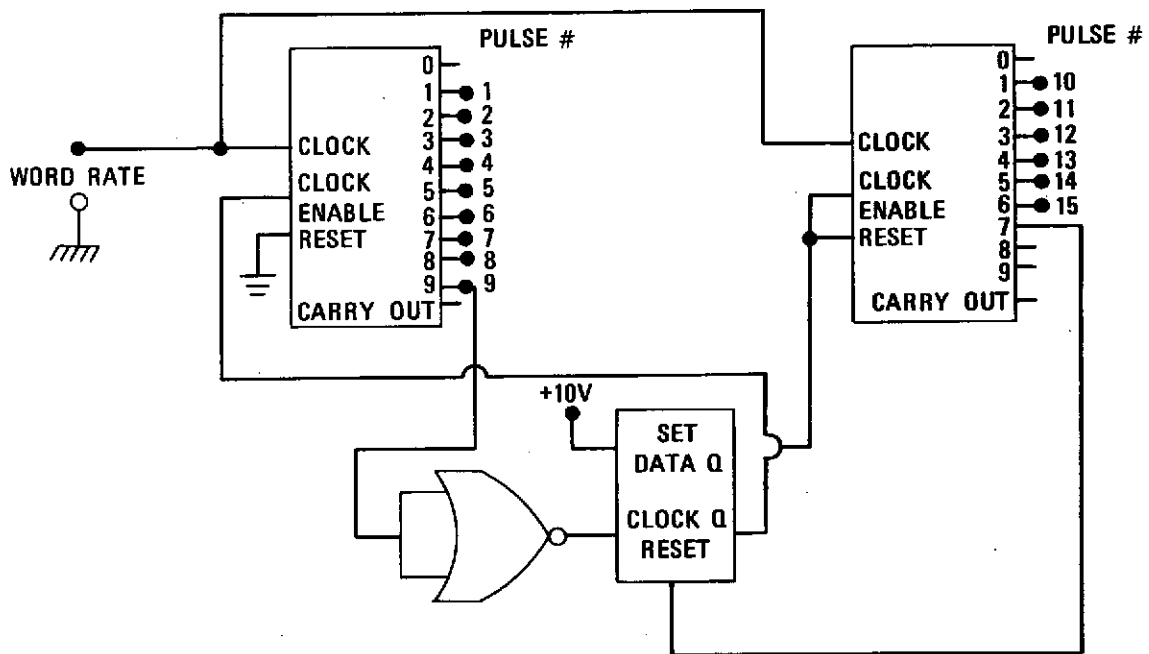 PULSE #
0
1 1
2 2
3 3
4 4
5 5
6 6
7 7
8 8
9 9
CLOCK
CLOCK
ENABLE
RESET
CARRY OUT
WORD RATE
PULSE #
0
1 10
2 11
3 12
4 13
5 14
6 15
7
8
9
CLOCK
CLOCK
ENABLE
RESET
CARRY OUT
+10V
SET
DATA Q
CLOCK Q
RESET